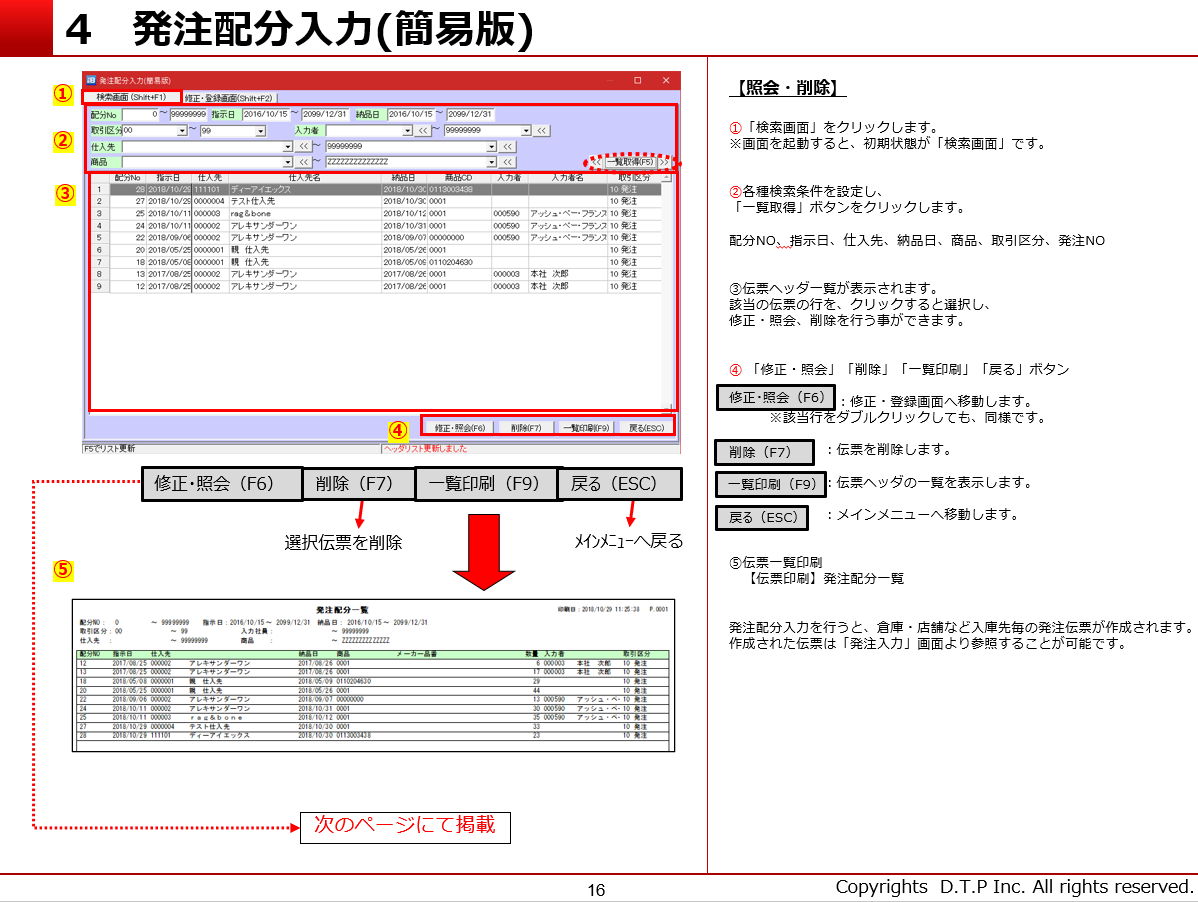 4 発注配分入力(簡易版)
①
②
③
④
⑤
発注配分入力(簡易版)
検索画面 (Shift+F1) 修正・登録画面(Shift+F2)
配分No 0 ～ 99999999 指示日 2016/10/15 ～ 2099/12/31 納品日 2016/10/15 ～ 2099/12/31
取引区分 00 ～ 99 入力者 << ～ 99999999 <<
仕入先 << ～ 99999999 <<
商品 << ～ ZZZZZZZZZZZZZZ << << 一覧取得(F5) >>
配分No 指示日 仕入先 仕入先名 納品日 商品CD 入力者 入力者名 取引区分
1 28 2018/10/29 111101 ディーアイエックス 2018/10/30 0113003438 10 発注
2 27 2018/10/29 0000004 テスト仕入先 2018/10/30 0001 10 発注
3 25 2018/10/11 000003 rag&bone 2018/10/12 0001 000590 アッシュ・ペー・フランス 10 発注
4 24 2018/10/11 000002 アレキサンダーワン 2018/10/31 0001 000590 アッシュ・ペー・フランス 10 発注
5 22 2018/09/06 000002 アレキサンダーワン 2018/09/07 00000000 000590 アッシュ・ペー・フランス 10 発注
6 20 2018/05/25 0000001 親 仕入先 2018/05/26 0001 10 発注
7 18 2018/05/08 0000001 親 仕入先 2018/05/09 0110204630 10 発注
8 13 2017/08/25 000002 アレキサンダーワン 2017/08/26 0001 000003 本社 次郎 10 発注
9 12 2017/08/25 000002 アレキサンダーワン 2017/08/26 0001 000003 本社 次郎 10 発注
修正・照会(F6) 削除(F7) 一覧印刷(F9) 戻る(ESC)
F5でリスト更新 ヘッダリスト更新しました
修正・照会（F6） 削除（F7） 一覧印刷（F9） 戻る（ESC）
選択伝票を削除
ﾒｲﾝﾒﾆｭｰへ戻る
発注配分一覧 印刷日：2018/10/29 11:25:38 P.0001
配分NO： 0 ～ 99999999 指示日：2016/10/15～ 2099/12/31 納品日： 2016/10/15～ 2099/12/31
取引区分：00 ～ 99 入力社員： ～ 99999999
仕入先 ： ～ 99999999 商品 ： ～ ZZZZZZZZZZZZZZ
配分NO 指示日 仕入先 納品日 商品 メーカー品番 数量 入力者 取引区分
12 2017/08/25 000002 アレキサンダーワン 2017/08/26 0001 6 000003 本社 次郎 10 発注
13 2017/08/25 000002 アレキサンダーワン 2017/08/26 0001 17 000003 本社 次郎 10 発注
18 2018/05/08 0000001 親 仕入先 2018/05/09 0110204630 29 10 発注
20 2018/05/25 0000001 親 仕入先 2018/05/26 0001 44 10 発注
22 2018/09/06 000002 アレキサンダーワン 2018/09/07 00000000 13 000590 アッシュ・ペ・ 10 発注
24 2018/10/11 000002 アレキサンダーワン 2018/10/31 0001 30 000590 アッシュ・ペ・ 10 発注
25 2018/10/11 000003 ｒａｇ＆ｂｏｎｅ 2018/10/12 0001 35 000590 アッシュ・ペ・ 10 発注
27 2018/10/29 0000004 テスト仕入先 2018/10/30 0001 33 10 発注
28 2018/10/29 111101 ディーアイエックス 2018/10/30 0113003438 23 10 発注
次のページにて掲載
【照会・削除】
①「検索画面」をクリックします。
※画面を起動すると、初期状態が「検索画面」です。
②各種検索条件を設定し、
「一覧取得」ボタンをクリックします。
配分NO、指示日、仕入先、納品日、商品、取引区分、発注NO
③伝票ヘッダ一覧が表示されます。
該当の伝票の行を、クリックすると選択し、
修正・照会、削除を行う事ができます。
④ 「修正・照会」「削除」「一覧印刷」「戻る」ボタン
修正・照会（F6）：修正・登録画面へ移動します。
※該当行をダブルクリックしても、同様です。
削除（F7）：伝票を削除します。
一覧印刷（F9）：伝票ヘッダの一覧を表示します。
戻る（ESC）：メインメニューへ移動します。
⑤伝票一覧印刷
【伝票印刷】発注配分一覧
発注配分入力を行うと、倉庫・店舗など入庫先毎の発注伝票が作成されます。
作成された伝票は「発注入力」画面より参照することが可能です。
16
Copyrights D.T.P Inc. All rights reserved.